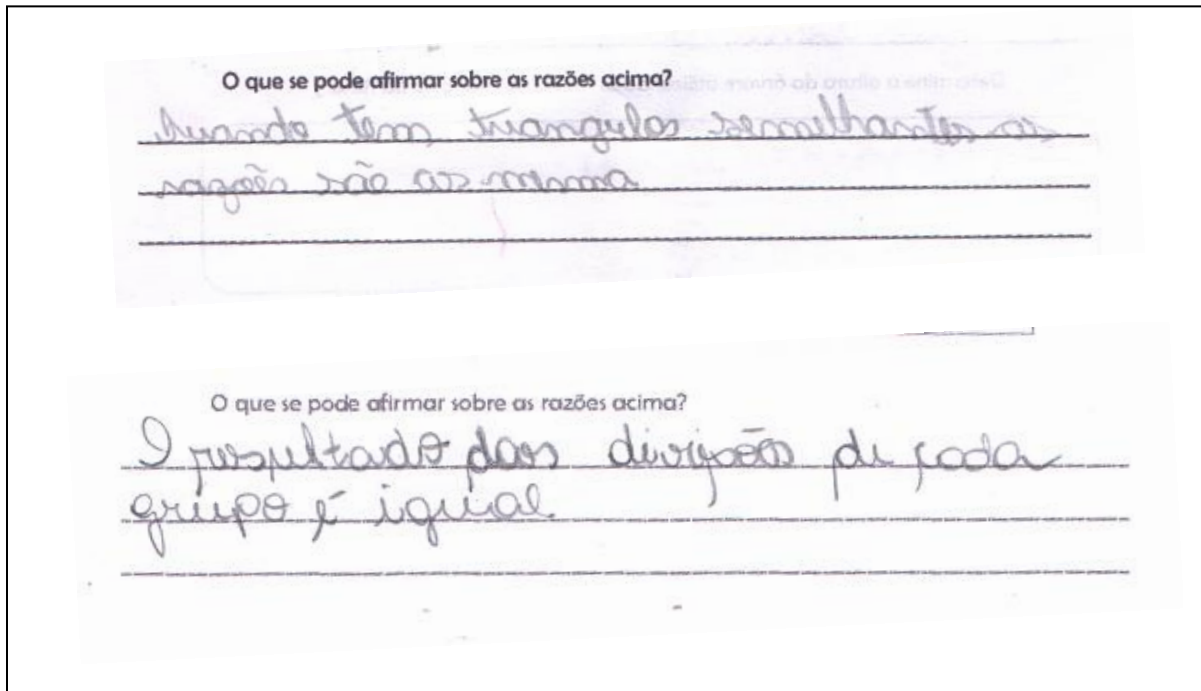 O que se pode afirmar sobre as razões acima?
Quando tem triangulos semelhantes as
razões são as mesma
O que se pode afirmar sobre as razões acima?
O resultado das divisões de cada
grupo é igual